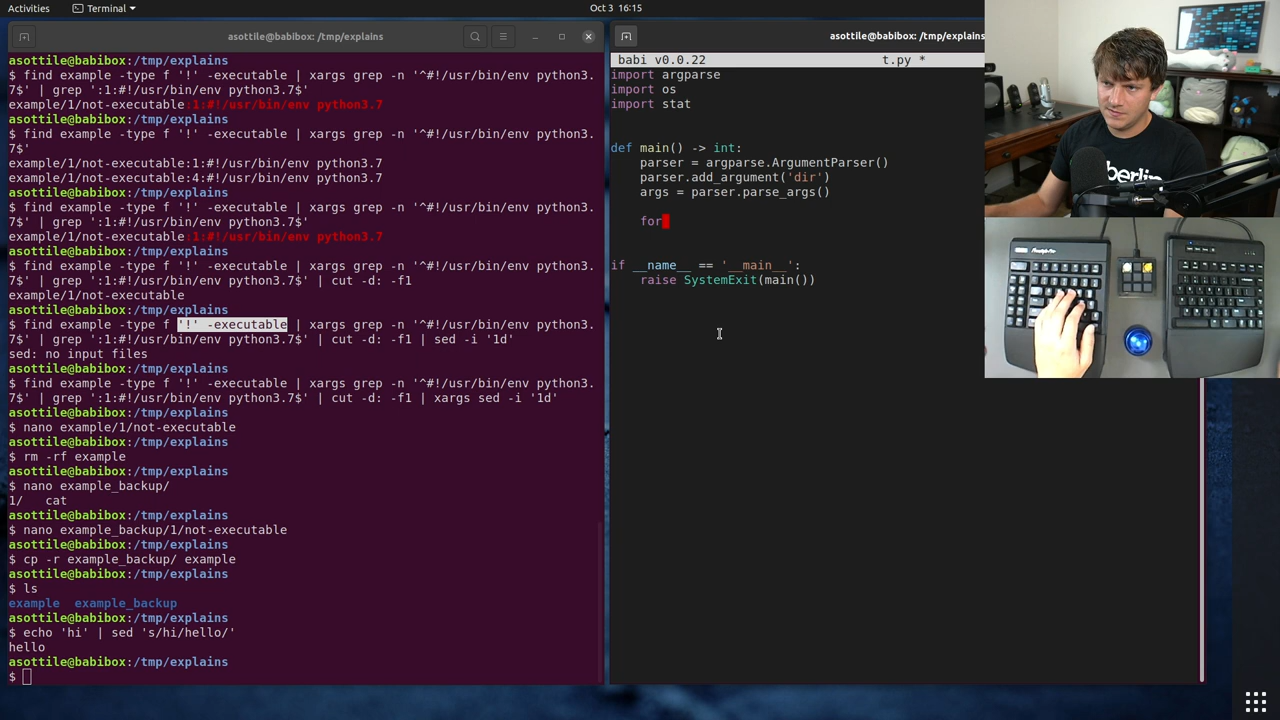 Activities
Terminal
Oct 3 16:15
asottile@babibox: /tmp/explains
asottile@babibox:/tmp/explains
$ find example -type f '!' -executable | xargs grep -n '^#!/usr/bin/env python3.
7$' | grep ':1:#!/usr/bin/env python3.7$'
example/1/not-executable:1:#!/usr/bin/env python3.7
asottile@babibox:/tmp/explains
$ find example -type f '!' -executable | xargs grep -n '^#!/usr/bin/env python3.
7$'
example/1/not-executable:1:#!/usr/bin/env python3.7
example/1/not-executable:4:#!/usr/bin/env python3.7
asottile@babibox:/tmp/explains
$ find example -type f '!' -executable | xargs grep -n '^#!/usr/bin/env python3.
7$' | grep ':1:#!/usr/bin/env python3.7$'
example/1/not-executable:1:#!/usr/bin/env python3.7
asottile@babibox:/tmp/explains
$ find example -type f '!' -executable | xargs grep -n '^#!/usr/bin/env python3.
7$' | grep ':1:#!/usr/bin/env python3.7$' | cut -d: -f1
example/1/not-executable
asottile@babibox:/tmp/explains
$ find example -type f '!' -executable | xargs grep -n '^#!/usr/bin/env python3.
7$' | grep ':1:#!/usr/bin/env python3.7$' | cut -d: -f1 | sed -i '1d'
sed: no input files
asottile@babibox:/tmp/explains
$ find example -type f '!' -executable | xargs grep -n '^#!/usr/bin/env python3.
7$' | grep ':1:#!/usr/bin/env python3.7$' | cut -d: -f1 | xargs sed -i '1d'
asottile@babibox:/tmp/explains
$ nano example/1/not-executable
asottile@babibox:/tmp/explains
$ rm -rf example
asottile@babibox:/tmp/explains
$ nano example_backup/
1/   cat
asottile@babibox:/tmp/explains
$ nano example_backup/1/not-executable
asottile@babibox:/tmp/explains
$ cp -r example_backup/ example
asottile@babibox:/tmp/explains
$ ls
example  example_backup
asottile@babibox:/tmp/explains
$ echo 'hi' | sed 's/hi/hello/'
hello
asottile@babibox:/tmp/explains
$
asottile@babibox: /tmp/explains
babi v0.0.22 t.py *
import argparse
import os
import stat
def main() -> int:
    parser = argparse.ArgumentParser()
    parser.add_argument('dir')
    args = parser.parse_args()
    for
if __name__ == '__main__':
    raise SystemExit(main())
berlin